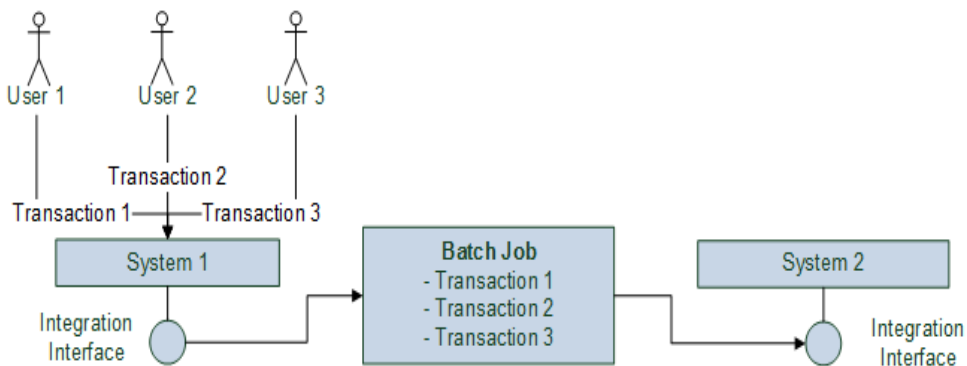 User 1
User 2
User 3
Transaction 2
Transaction 1
Transaction 3
System 1
Batch Job
- Transaction 1
- Transaction 2
- Transaction 3
System 2
Integration
Interface
Integration
Interface